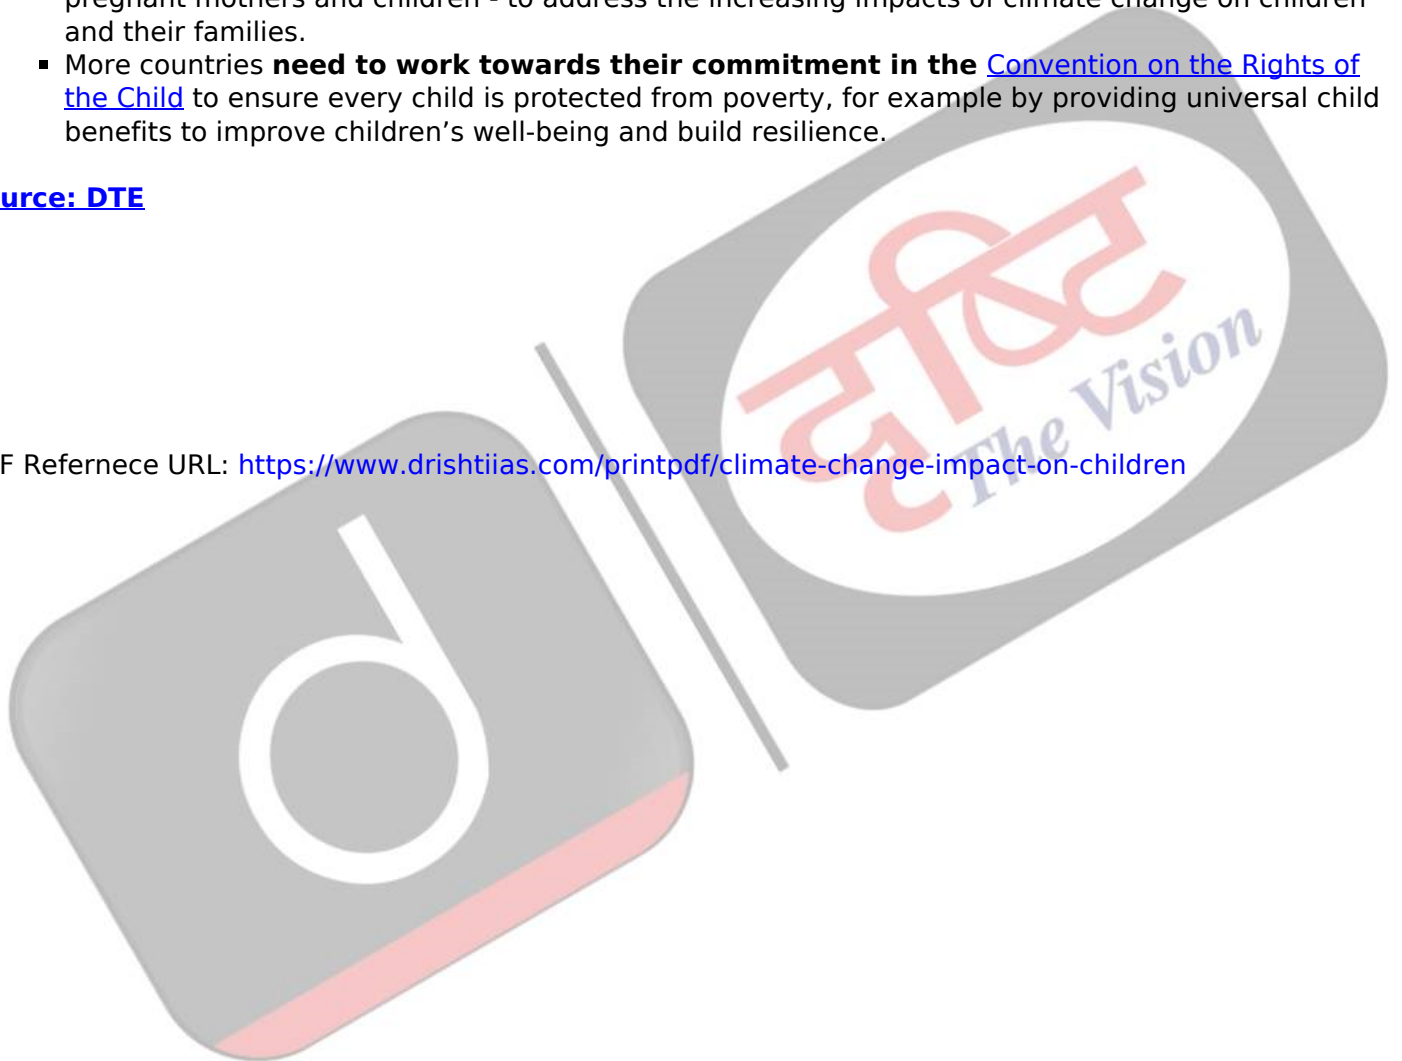 pregnant mothers and children - to address the increasing impacts of climate change on children
and their families.
▪ More countries need to work towards their commitment in the Convention on the Rights of
the Child to ensure every child is protected from poverty, for example by providing universal child
benefits to improve children’s well-being and build resilience.
urce: DTE
दृष्टि
The Vision
F Refernece URL: https://www.drishtiias.com/printpdf/climate-change-impact-on-children
d